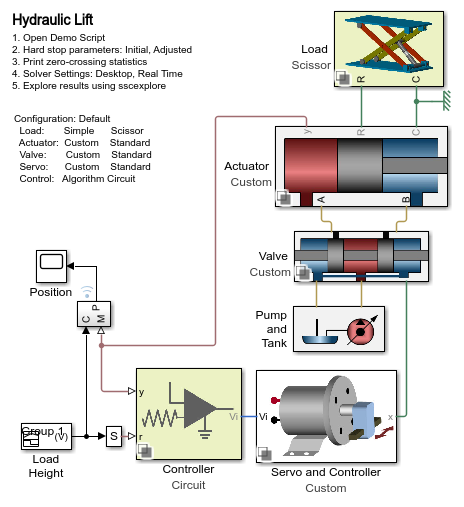 Hydraulic Lift
1. Open Demo Script
2. Hard stop parameters: Initial, Adjusted
3. Print zero-crossing statistics
4. Solver Settings: Desktop, Real Time
5. Explore results using sscexplore
Configuration: Default
Load: Simple Scissor
Actuator: Custom Standard
Valve: Custom Standard
Servo: Custom Standard
Control: Algorithm Circuit
Load
Scissor
R
C
y
R
C
Actuator
Custom
A
B
Valve
Custom
Position
C
P
M
Pump
and
Tank
y
r
Vi
Vi
x
Group 1
(V)
S
Load
Height
Controller
Circuit
Servo and Controller
Custom